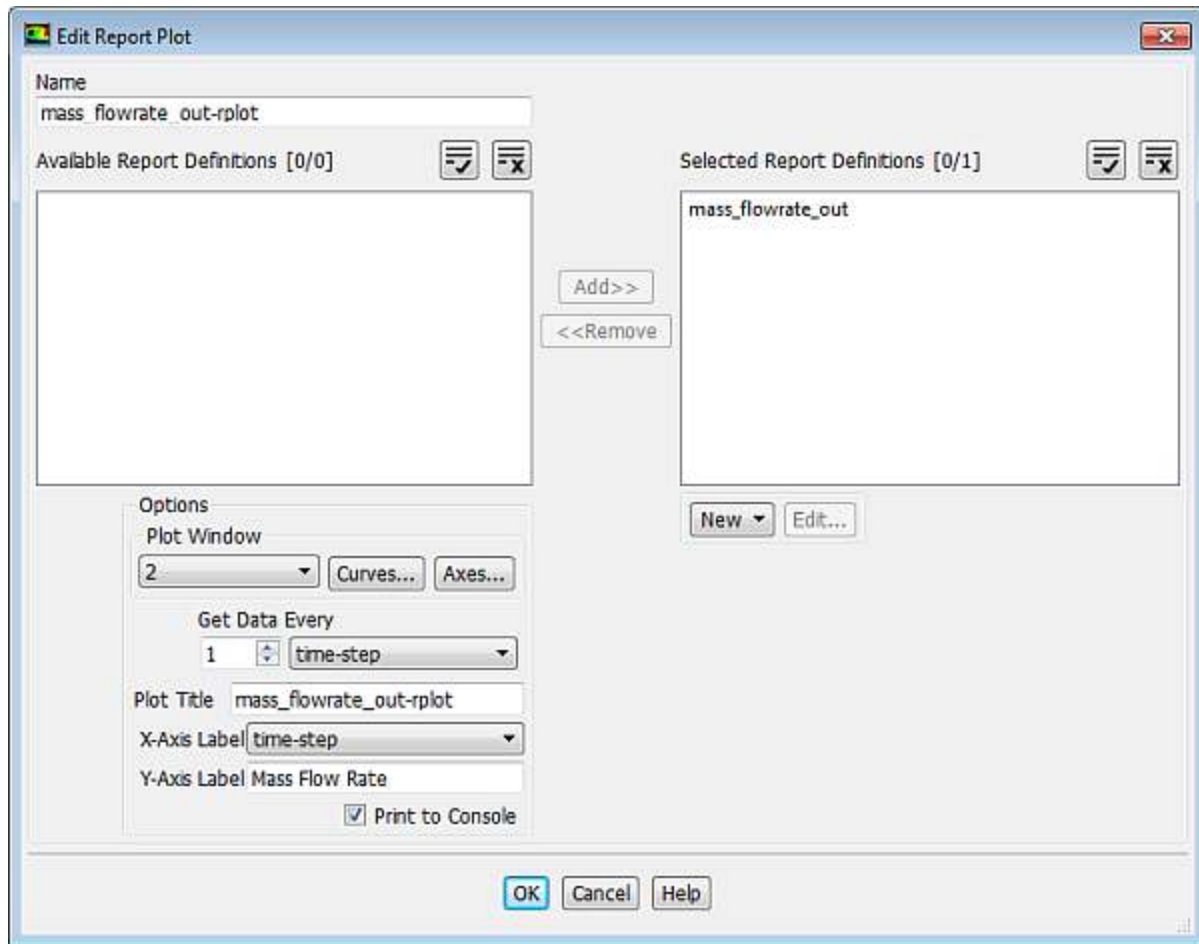 Edit Report Plot
Name
mass_flowrate_out-rplot
Available Report Definitions [0/0]
Selected Report Definitions [0/1]
mass_flowrate_out
Add>>
<<Remove
Options
New Edit...
Plot Window
2 Curves... Axes...
Get Data Every
1 time-step
Plot Title mass_flowrate_out-rplot
X-Axis Label time-step
Y-Axis Label Mass Flow Rate
Print to Console
OK Cancel Help